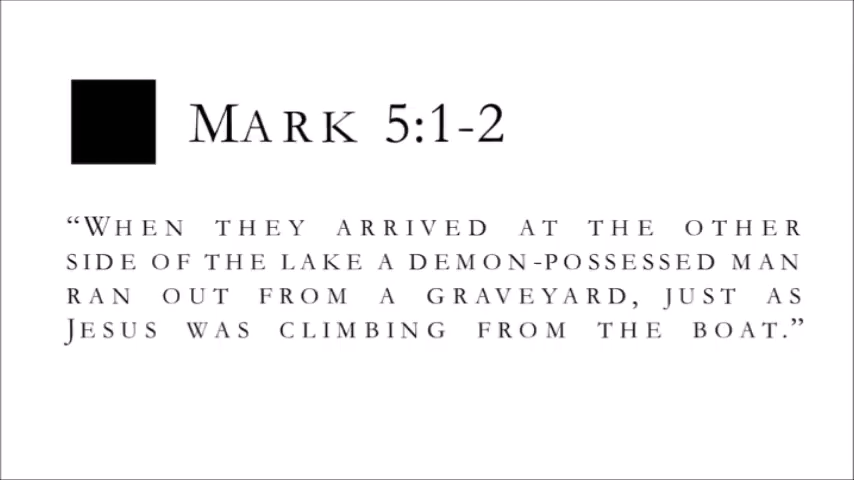 Mark 5:1-2
“When they arrived at the other
side of the lake a demon-possessed man
ran out from a graveyard, just as
Jesus was climbing from the boat.”